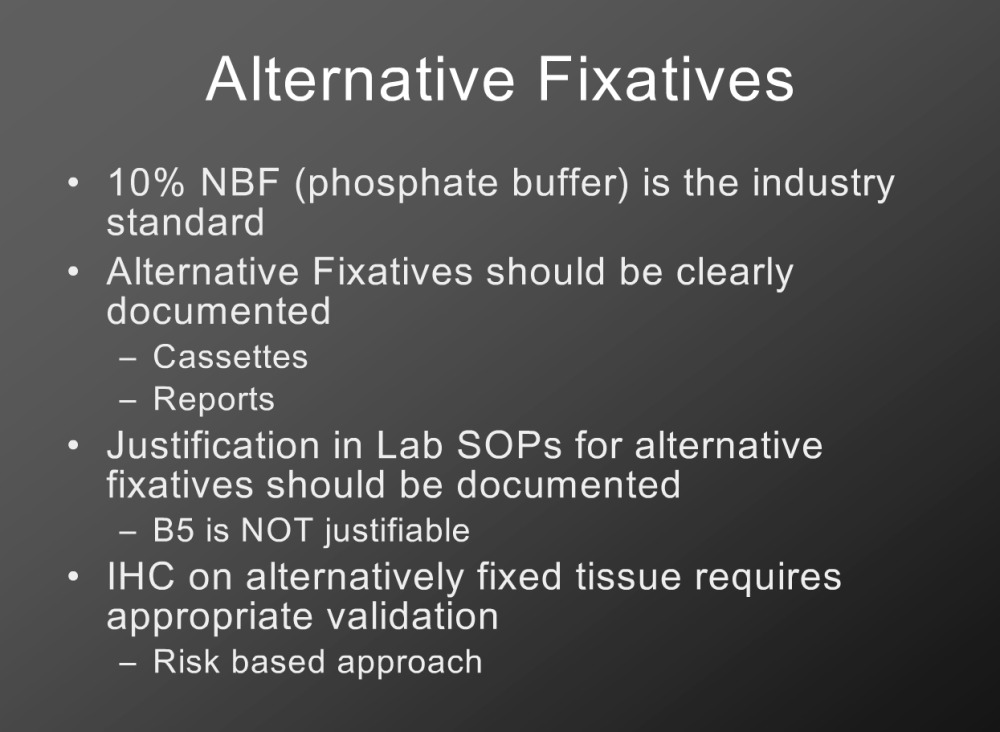 Alternative Fixatives
• 10% NBF (phosphate buffer) is the industry
standard
• Alternative Fixatives should be clearly
documented
– Cassettes
– Reports
• Justification in Lab SOPs for alternative
fixatives should be documented
– B5 is NOT justifiable
• IHC on alternatively fixed tissue requires
appropriate validation
– Risk based approach